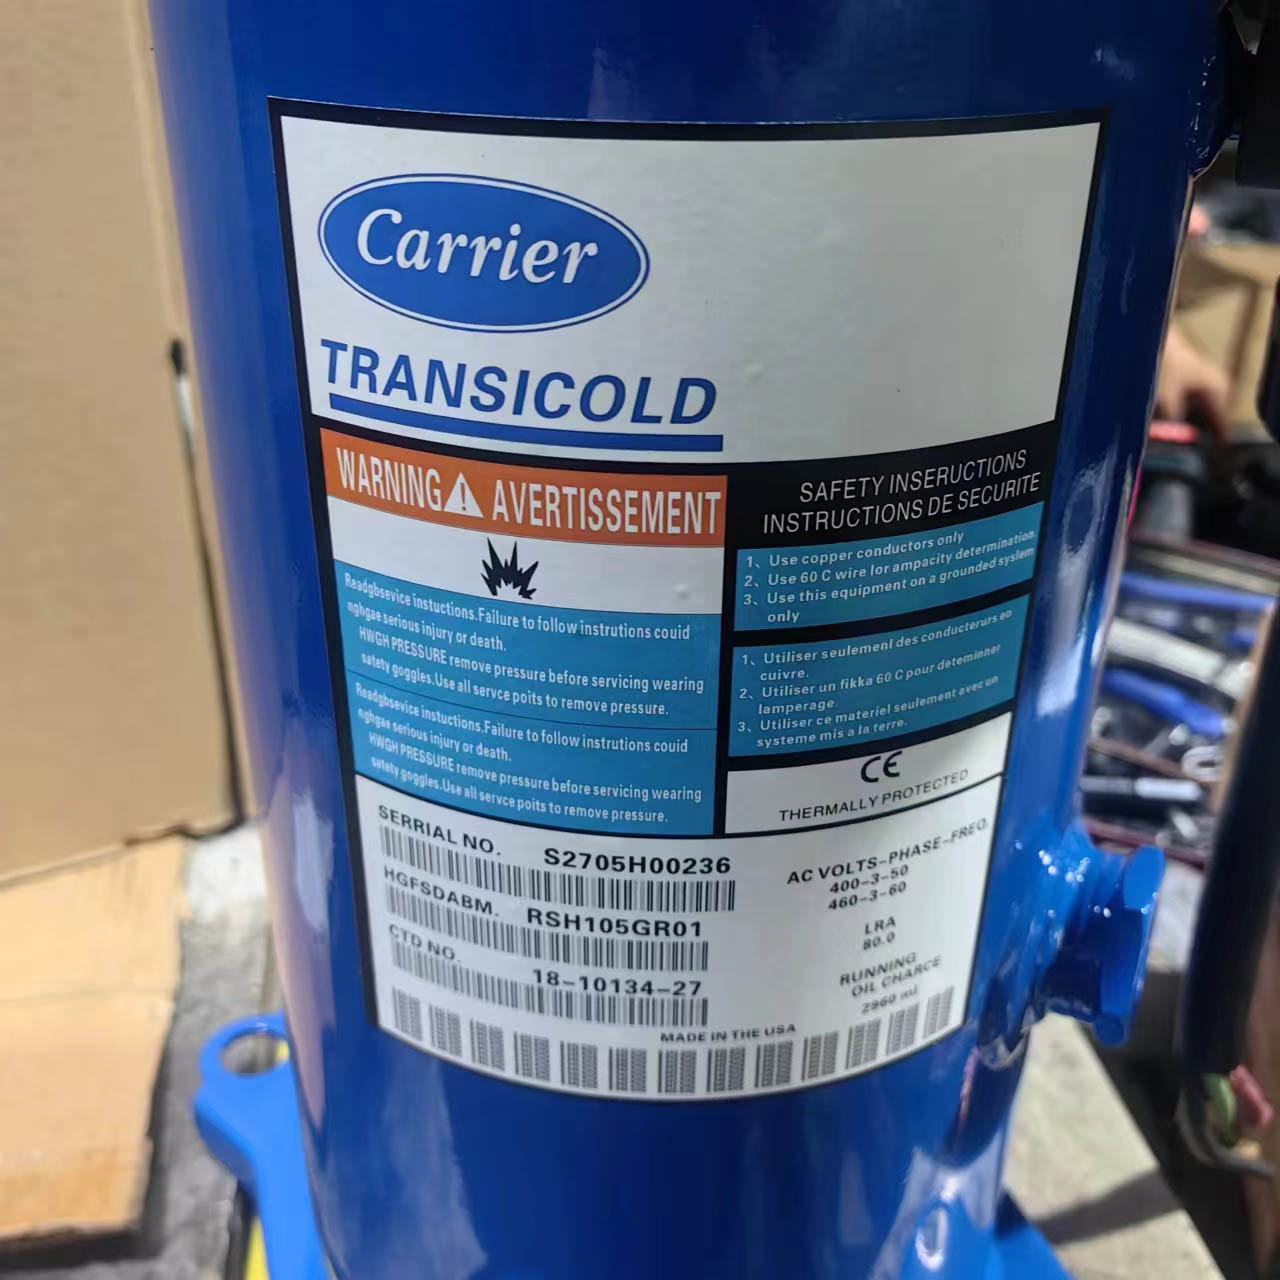 Carrier
TRANSICOLD
WARNING AVERTISSEMENT
Readgbsevice instuctions.Failure to follow instrutions couid
nghgae serious injury or death.
HWGH PRESSURE remove pressure before servicing wearing
satety goggles.Use all servce poits to remove pressure.
Readgbsevice instuctions.Failure to follow instrutions couid
nghgae serious injury or death.
HWGH PRESSURE remove pressure before servicing wearing
satety goggles.Use all servce poits to remove pressure.
SAFETY INSERUCTIONS
INSTRUCTIONS DE SECURITE
1、Use copper conductors only
2、Use 60 C wire lor ampacity determination.
3、Use this equipment on a grounded system
only
1、Utiliser seulement des conducteurs en
cuivre.
2、Utiliser un fikka 60 C pour deteminner
lamperage.
3、Utiliser ce materiel seulement avec un
systeme mis a la terre.
CE
THERMALLY PROTECTED
SERRIAL NO. S2705H00236
HGFSDABM. RSH105GR01
CTD NO. 18-10134-27
AC VOLTS-PHASE-FREQ.
400-3-50
460-3-60
LRA
80.0
RUNNING
OIL CHARCE
2960 ml
MADE IN THE USA